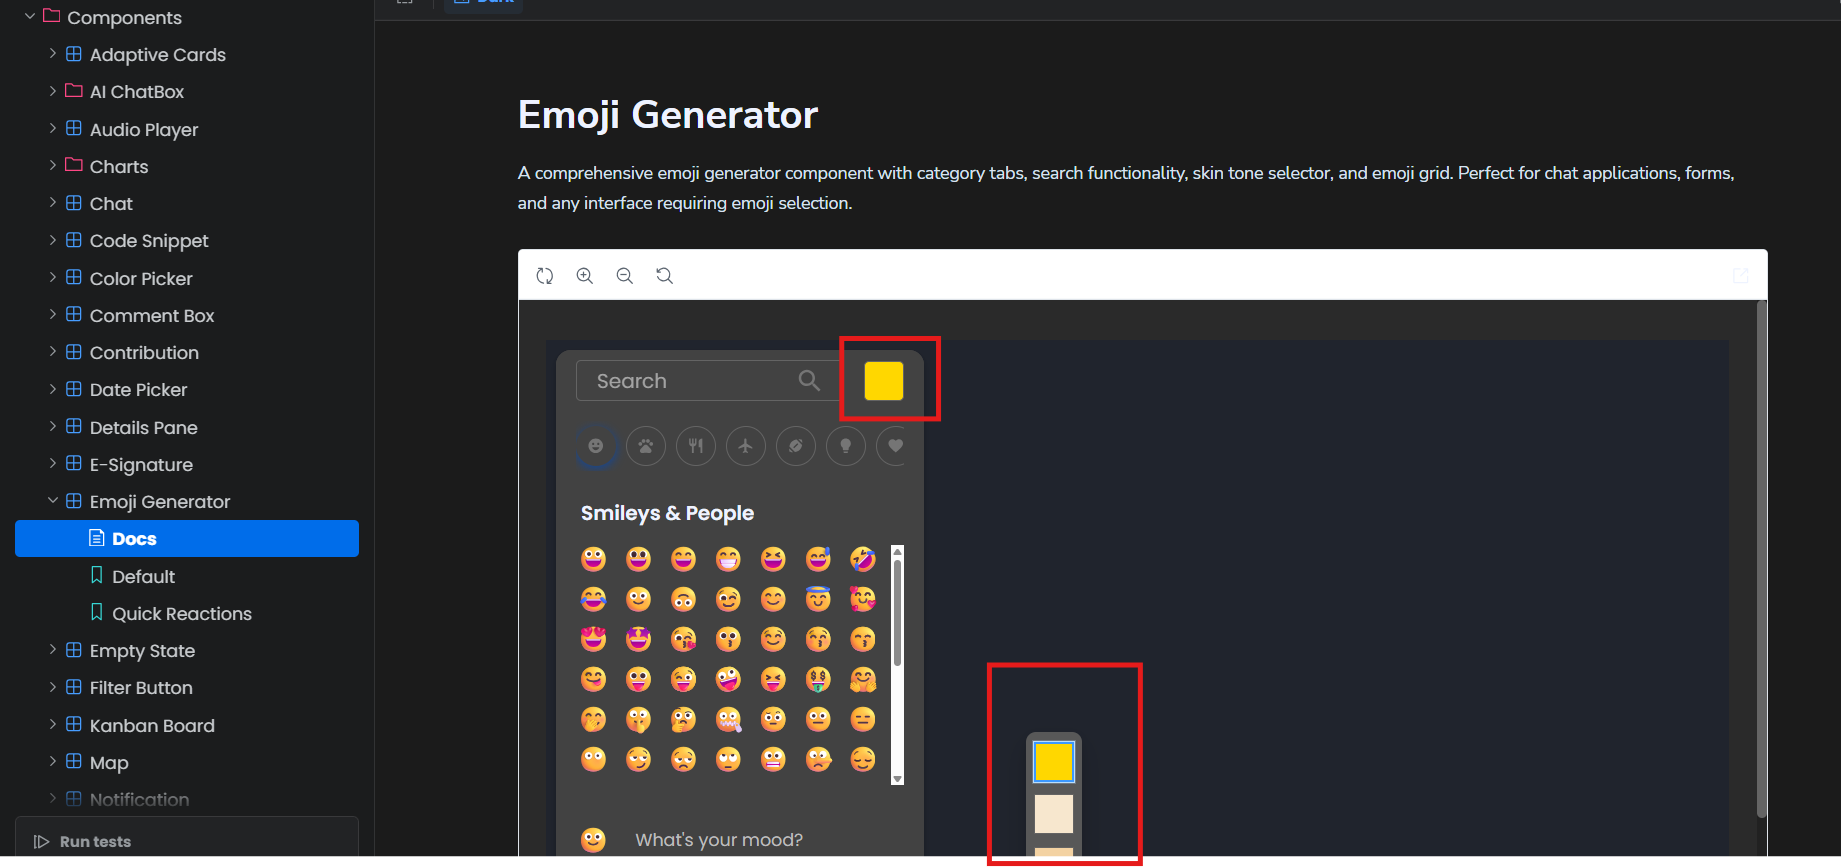 Components
Adaptive Cards
AI ChatBox
Audio Player
Charts
Chat
Code Snippet
Color Picker
Comment Box
Contribution
Date Picker
Details Pane
E-Signature
Emoji Generator
Docs
Default
Quick Reactions
Empty State
Filter Button
Kanban Board
Map
Notification
Run tests
Dark
Emoji Generator
A comprehensive emoji generator component with category tabs, search functionality, skin tone selector, and emoji grid. Perfect for chat applications, forms,
and any interface requiring emoji selection.
Search
Smileys & People
What's your mood?